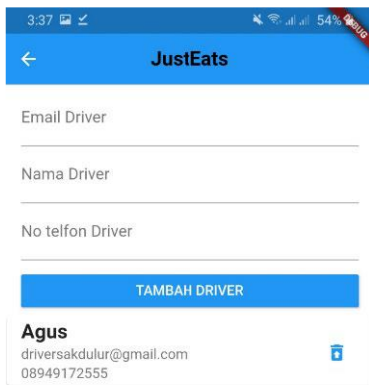 3:37 54%
DEBUG
JustEats
Email Driver
Nama Driver
No telfon Driver
TAMBAH DRIVER
Agus
driversakdulur@gmail.com
08949172555